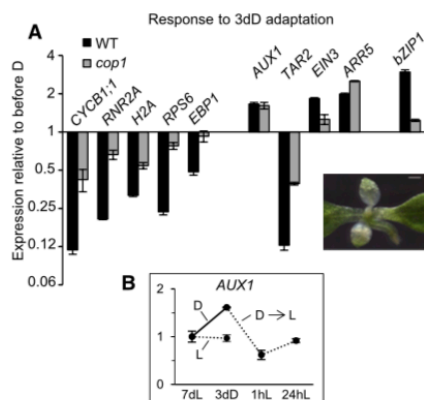 Response to 3dD adaptation
A
WT
cop1
CYCB1;1
RNR2A
H2A
RPS6
EBP1
AUX1
TAR2
EIN3
ARR5
bZIP1
Expression relative to before D
4
2
1
0.5
0.25
0.12
0.06
B
AUX1
2
1
0
D
L
D → L
7dL 3dD 1hL 24hL